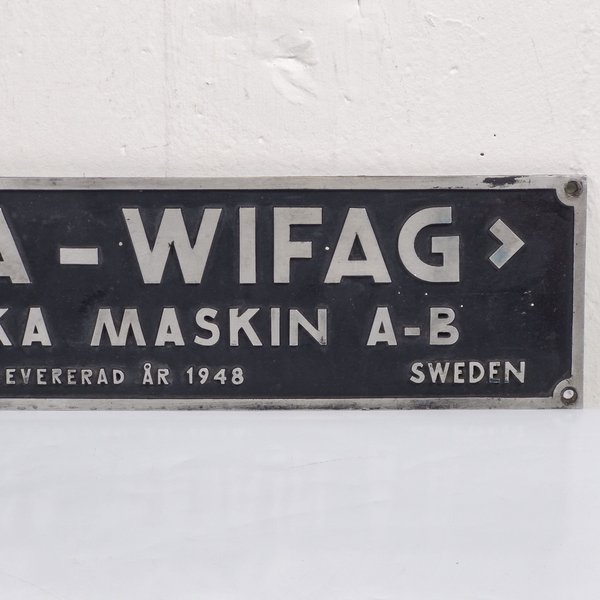 A-WIFAG >
KA MASKIN A-B
EVERERAD ÅR 1948 SWEDEN